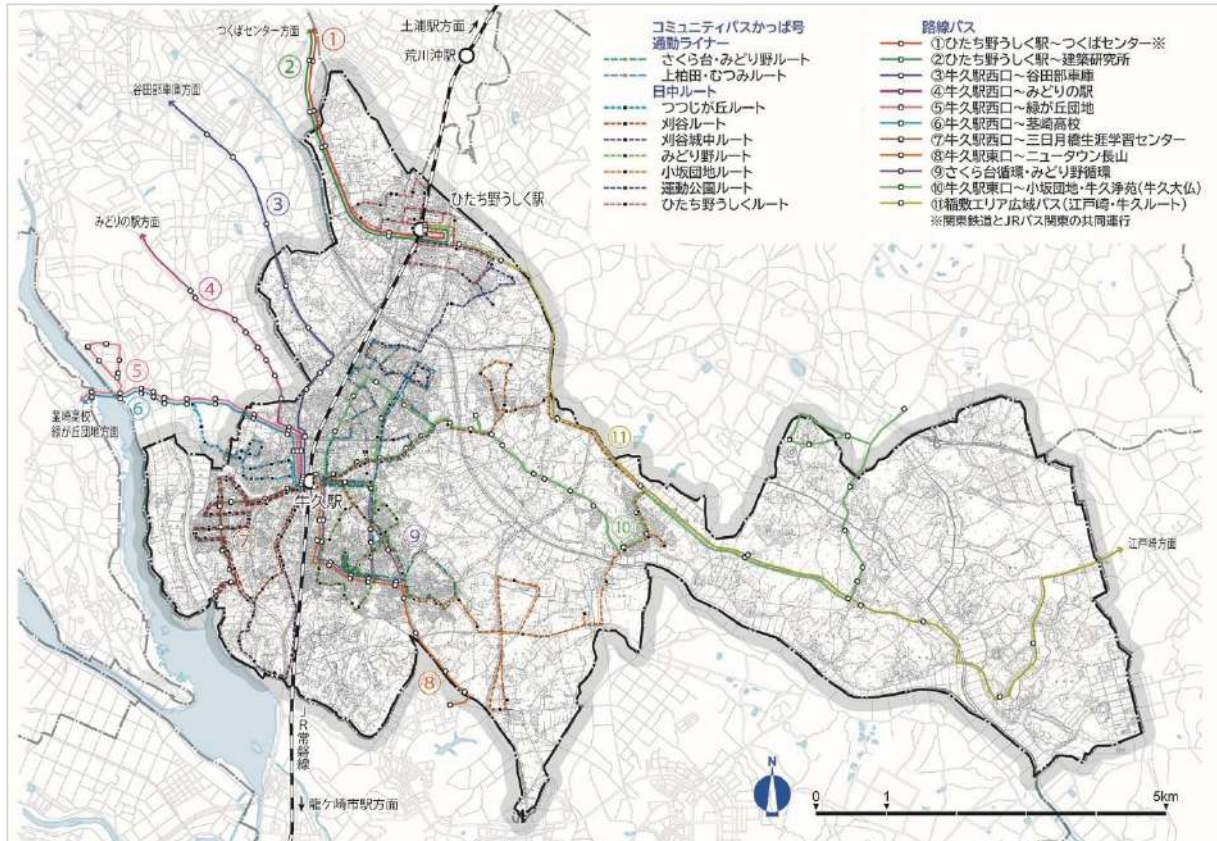 コミュニティバスかっぱ号
通勤ライナー
さくら台・みどり野ルート
上柏田・むつみルート
日中ルート
つつじが丘ルート
刈谷ルート
刈谷城中ルート
みどり野ルート
小坂団地ルート
運動公園ルート
ひたち野うしくルート
路線バス
①ひたち野うしく駅～つくばセンター※
②ひたち野うしく駅～建築研究所
③牛久駅西口～谷田部車庫
④牛久駅西口～みどりの駅
⑤牛久駅西口～緑が丘団地
⑥牛久駅西口～茎崎高校
⑦牛久駅西口～三日月橋生涯学習センター
⑧牛久駅東口～ニュータウン長山
⑨さくら台循環・みどり野循環
⑩牛久駅東口～小坂団地・牛久浄苑(牛久大仏)
⑪稲敷エリア広域バス(江戸崎・牛久ルート)
※関東鉄道とJRバス関東の共同運行
つくばセンター方面
①
②
土浦駅方面
荒川沖駅
谷田部車庫方面
③
ひたち野うしく駅
みどりの駅方面
④
⑤
⑥
茎崎高校
緑が丘団地方面
⑪
牛久駅
⑦
⑨
⑩
江戸崎方面
⑧
JR常磐線
龍ケ崎市駅方面
N
0
1
5km